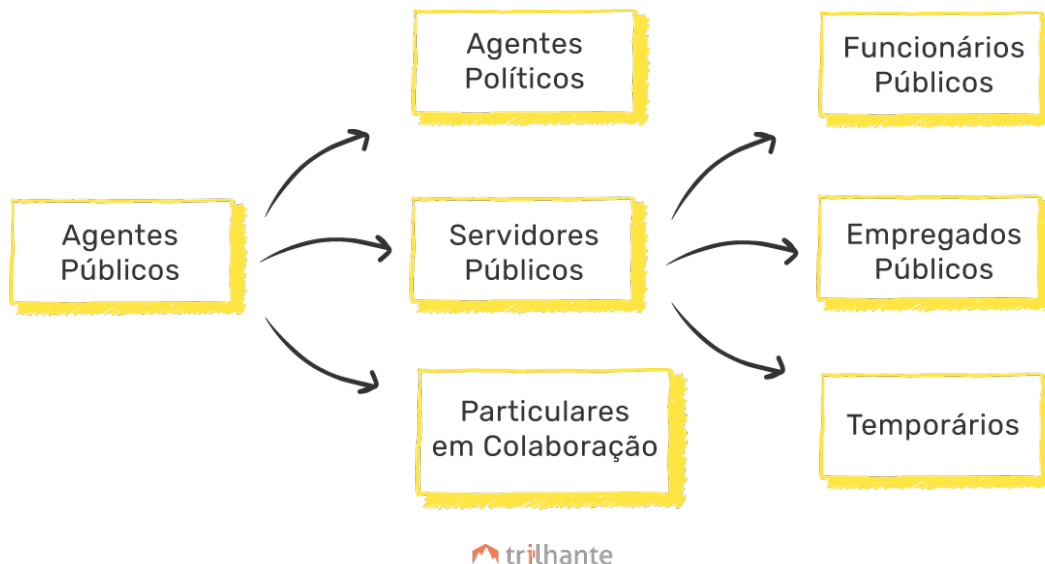 Agentes
Políticos
Funcionários
Públicos
Agentes
Públicos
Servidores
Públicos
Empregados
Públicos
Particulares
em Colaboração
Temporários
trilhante